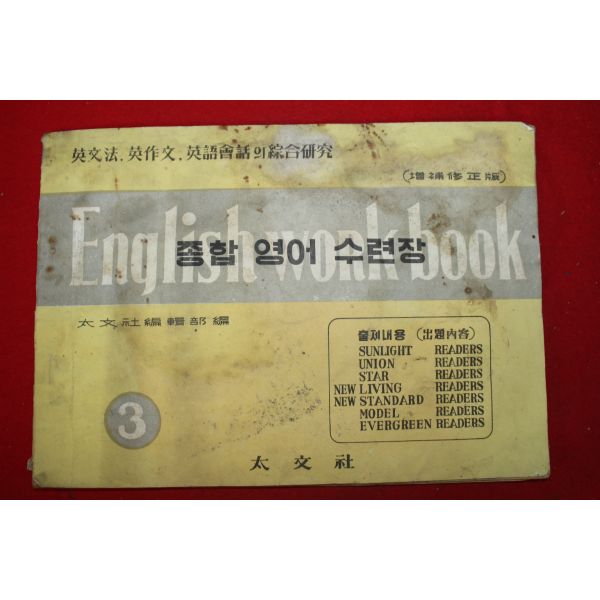 英文法, 英作文, 英語會話의 綜合硏究
(增補修正版)
English work book
종합 영어 수련장
太文社編輯部編
출제내용 (出題內容)
SUNLIGHT READERS
UNION READERS
STAR READERS
NEW LIVING READERS
NEW STANDARD READERS
MODEL READERS
EVERGREEN READERS
3
太文社